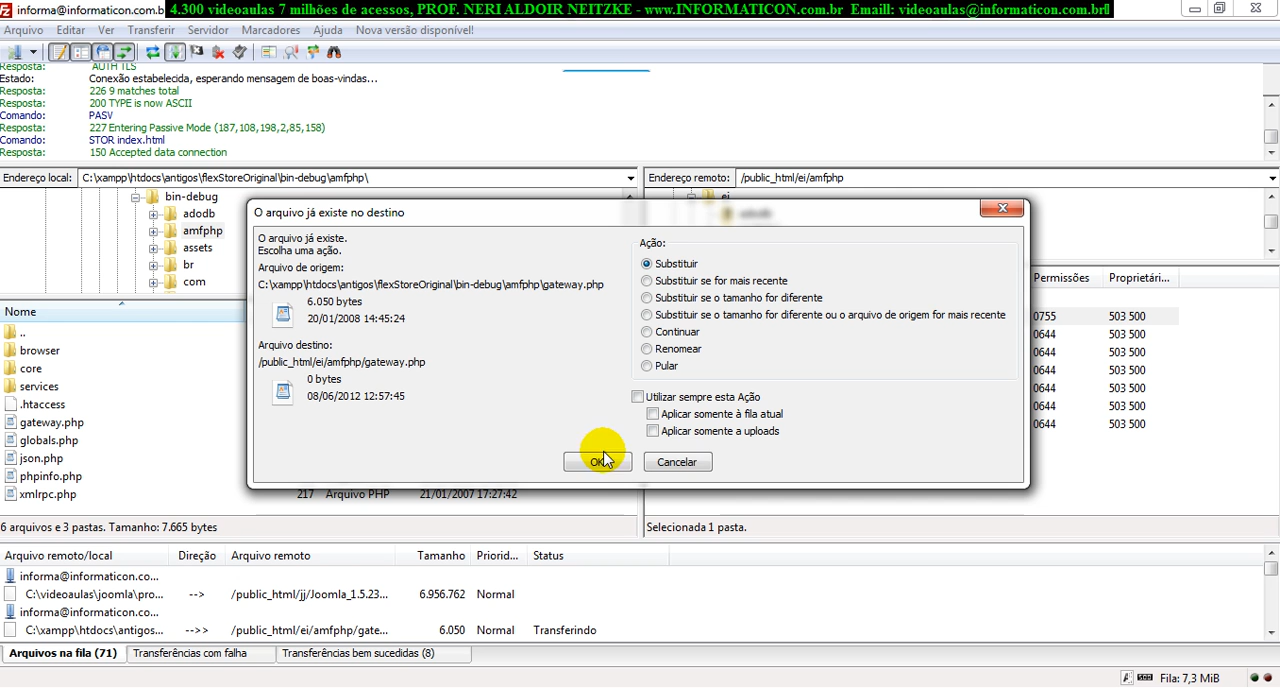 informa@informaticon.com.b
4.300 videoaulas 7 milhões de acessos, PROF. NERI ALDOIR NEITZKE - www.INFORMATICON.com.br Emaill: videoaulas@informaticon.com.br
Arquivo Editar Ver Transferir Servidor Marcadores Ajuda Nova versão disponível!
Resposta: AUTH TLS
Estado: Conexão estabelecida, esperando mensagem de boas-vindas...
Resposta: 226 9 matches total
Resposta: 200 TYPE is now ASCII
Comando: PASV
Resposta: 227 Entering Passive Mode (187,108,198,2,85,158)
Comando: STOR index.html
Resposta: 150 Accepted data connection
Endereço local: C:\xampp\htdocs\antigos\flexStoreOriginal\bin-debug\amfphp\
Endereço remoto: /public_html/ei/amfphp
bin-debug
adodb
amfphp
assets
br
com
ei
O arquivo já existe no destino
O arquivo já existe.
Escolha uma ação.
Arquivo de origem:
C:\xampp\htdocs\antigos\flexStoreOriginal\bin-debug\amfphp\gateway.php
6.050 bytes
20/01/2008 14:45:24
Arquivo destino:
/public_html/ei/amfphp/gateway.php
0 bytes
08/06/2012 12:57:45
Ação:
Substituir
Substituir se for mais recente
Substituir se o tamanho for diferente
Substituir se o tamanho for diferente ou o arquivo de origem for mais recente
Continuar
Renomear
Pular
Utilizar sempre esta Ação
Aplicar somente à fila atual
Aplicar somente a uploads
OK
Cancelar
Nome
..
browser
core
services
.htaccess
gateway.php
globals.php
json.php
phpinfo.php
xmlrpc.php 217 Arquivo PHP 21/01/2007 17:27:42
6 arquivos e 3 pastas. Tamanho: 7.665 bytes
Permissões Proprietári...
0755 503 500
0644 503 500
0644 503 500
0644 503 500
0644 503 500
0644 503 500
0644 503 500
Selecionada 1 pasta.
Arquivo remoto/local Direção Arquivo remoto Tamanho Priorid... Status
informa@informaticon.co...
C:\videoaulas\joomla\pro... --> /public_html/jj/Joomla_1.5.23... 6.956.762 Normal
informa@informaticon.co...
C:\xampp\htdocs\antigos... -->> /public_html/ei/amfphp/gate... 6.050 Normal Transferindo
Arquivos na fila (71) Transferências com falha Transferências bem sucedidas (8)
Fila: 7,3 MiB